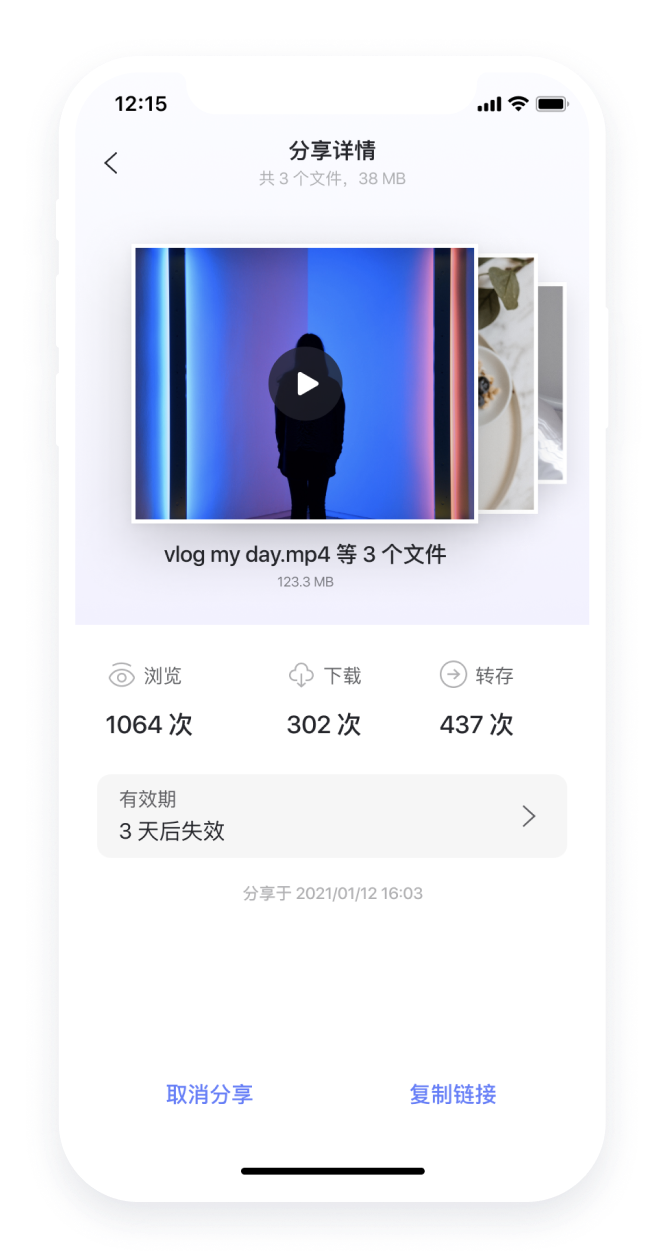 12:15
分享详情
共 3 个文件，38 MB
vlog my day.mp4 等 3 个文件
123.3 MB
浏览 下载 转存
1064 次 302 次 437 次
有效期
3 天后失效
分享于 2021/01/12 16:03
取消分享 复制链接